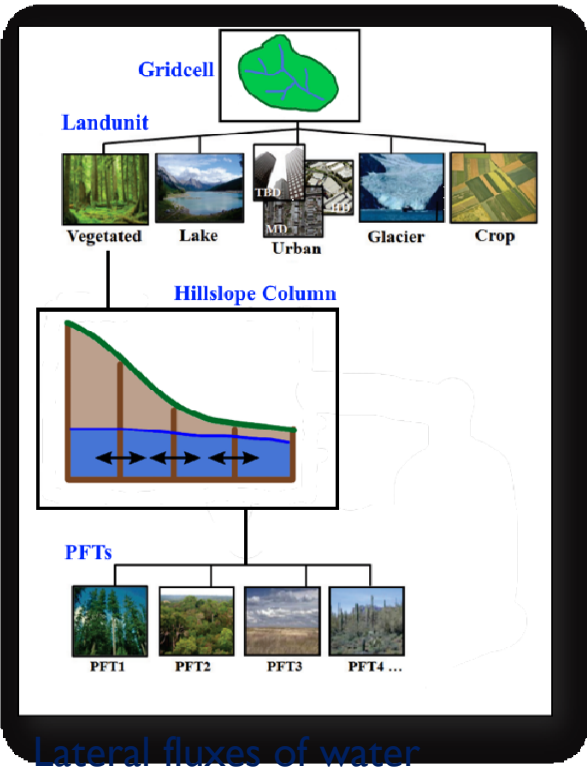 Gridcell
Landunit
TBD
HD
MD
Vegetated
Lake
Urban
Glacier
Crop
Hillslope Column
PFTs
PFT1
PFT2
PFT3
PFT4 ...
Lateral fluxes of water